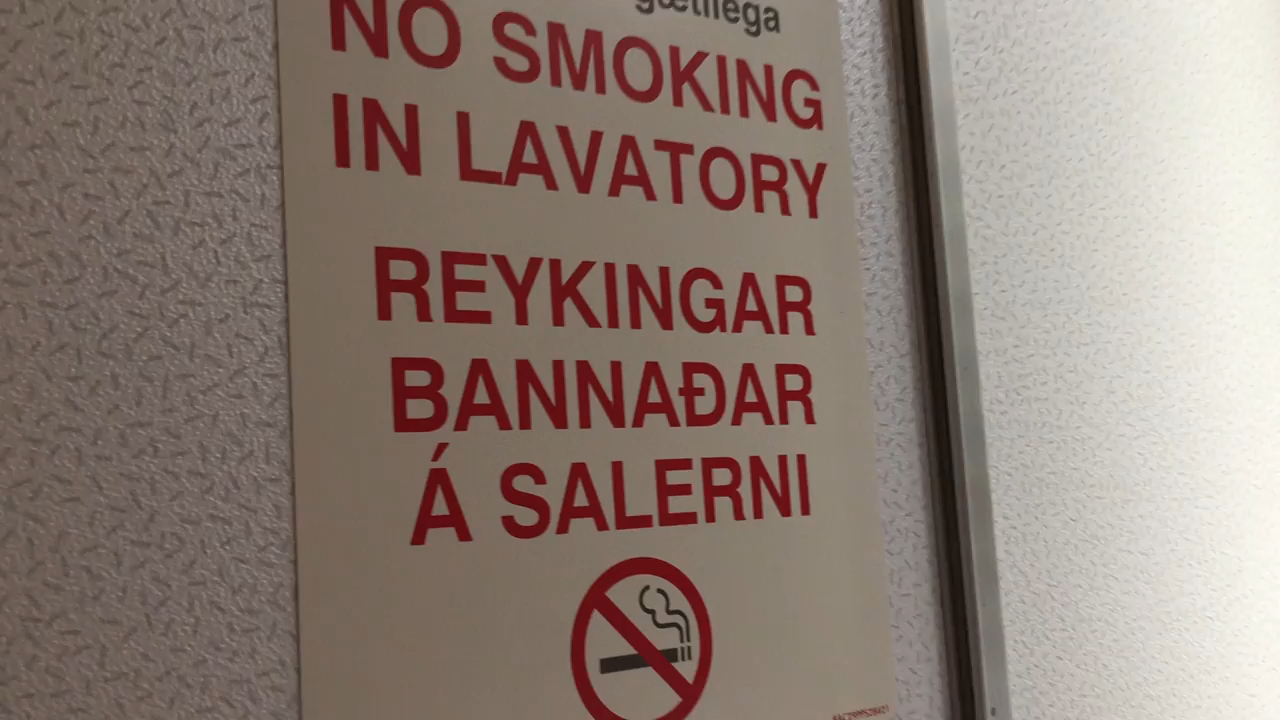 gætilega
NO SMOKING
IN LAVATORY
REYKINGAR
BANNAÐAR
Á SALERNI